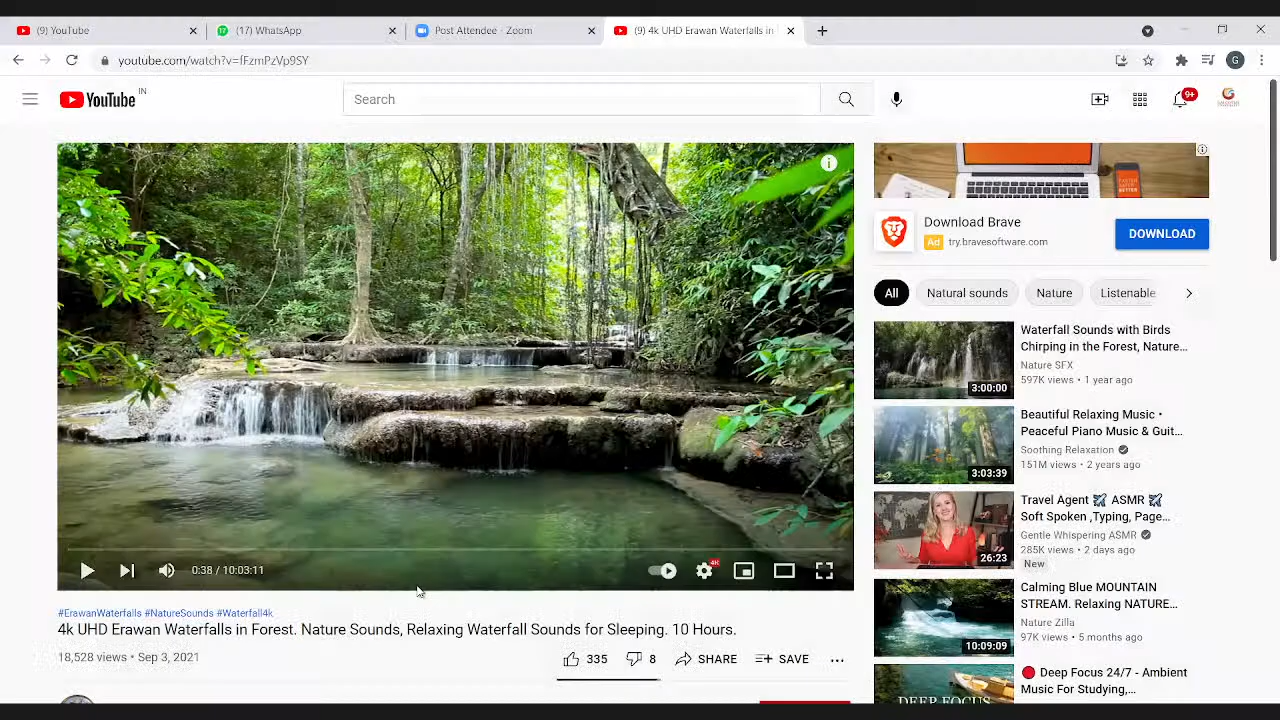 (9) YouTube
(17) WhatsApp
Post Attendee - Zoom
(9) 4k UHD Erawan Waterfalls in
youtube.com/watch?v=fFzmPzVp9SY
G
YouTube IN
Search
9+
Download Brave
Ad try.bravesoftware.com
DOWNLOAD
All
Natural sounds
Nature
Listenable
Waterfall Sounds with Birds
Chirping in the Forest, Nature...
Nature SFX
597K views • 1 year ago
3:00:00
Beautiful Relaxing Music •
Peaceful Piano Music & Guit...
Soothing Relaxation
151M views • 2 years ago
3:03:39
Travel Agent ✈️ ASMR ✈️
Soft Spoken ,Typing, Page...
Gentle Whispering ASMR
285K views • 2 days ago
New
26:23
Calming Blue MOUNTAIN
STREAM. Relaxing NATURE...
Nature Zilla
97K views • 5 months ago
10:09:09
🔴 Deep Focus 24/7 - Ambient
Music For Studying,...
DEEP FOCUS
0:38 / 10:03:11
4K
#ErawanWaterfalls #NatureSounds #Waterfall4k
4k UHD Erawan Waterfalls in Forest. Nature Sounds, Relaxing Waterfall Sounds for Sleeping. 10 Hours.
18,528 views • Sep 3, 2021
335
8
SHARE
SAVE